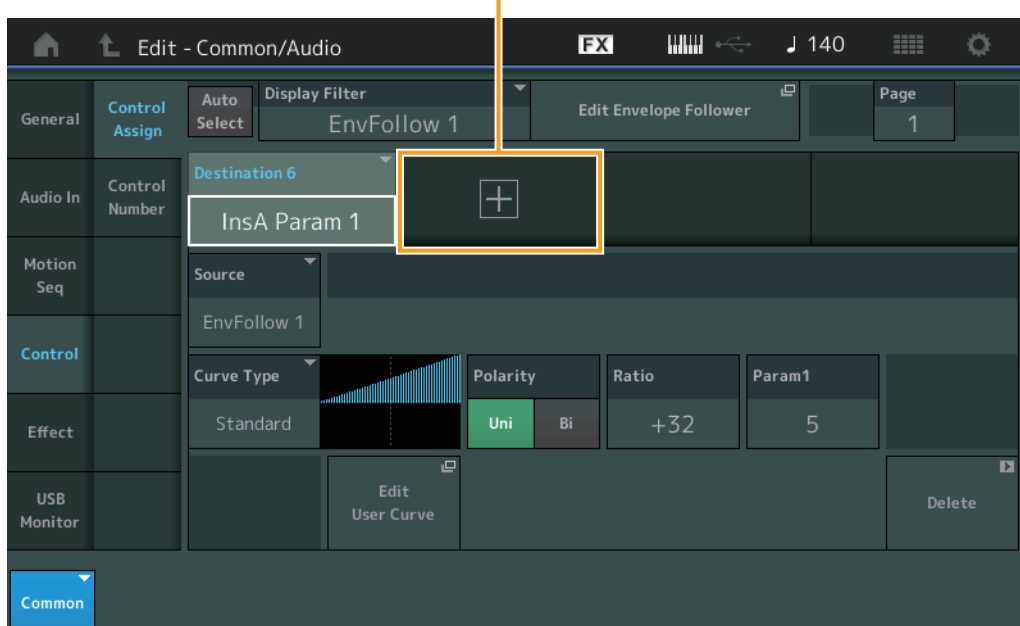 Edit - Common/Audio
FX
♩ 140
General
Control
Assign
Auto
Select
Display Filter
EnvFollow 1
Edit Envelope Follower
Page
1
Audio In
Control
Number
Destination 6
InsA Param 1
+
Motion
Seq
Source
EnvFollow 1
Control
Curve Type
Standard
Polarity
Uni
Bi
Ratio
+32
Param1
5
Effect
USB
Monitor
Edit
User Curve
Delete
Common